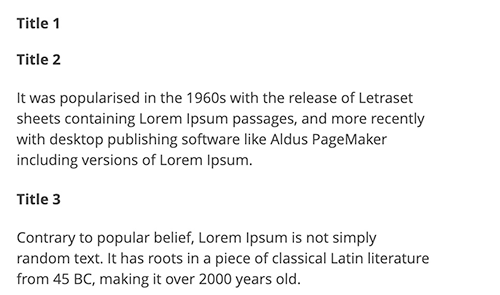 Title 1
Title 2
It was popularised in the 1960s with the release of Letraset
sheets containing Lorem Ipsum passages, and more recently
with desktop publishing software like Aldus PageMaker
including versions of Lorem Ipsum.
Title 3
Contrary to popular belief, Lorem Ipsum is not simply
random text. It has roots in a piece of classical Latin literature
from 45 BC, making it over 2000 years old.